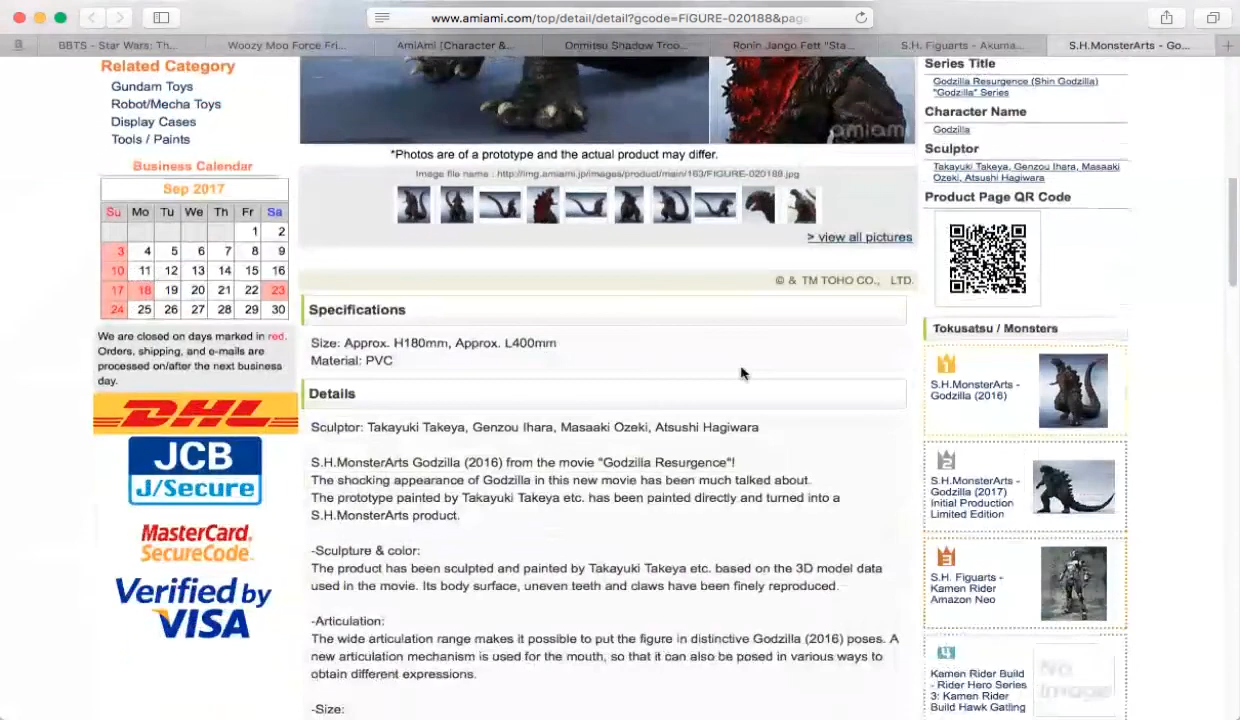 www.amiami.com/top/detail/detail?gcode=FIGURE-020188&page
BBTS - Star Wars: Th...
Woozy Moo Force Fri...
AmiAmi [Character &...
Onmitsu Shadow Troo...
Ronin Jango Fett "Sta...
S.H. Figuarts - Akuma...
S.H.MonsterArts - Go...
Related Category
Gundam Toys
Robot/Mecha Toys
Display Cases
Tools / Paints
Business Calendar
Sep 2017
Su Mo Tu We Th Fr Sa
1 2
3 4 5 6 7 8 9
10 11 12 13 14 15 16
17 18 19 20 21 22 23
24 25 26 27 28 29 30
We are closed on days marked in red.
Orders, shipping, and e-mails are
processed on/after the next business
day.
DHL
JCB
J/Secure
MasterCard.
SecureCode.
Verified by
VISA
amiami
*Photos are of a prototype and the actual product may differ.
Image file name : http://img.amiami.jp/images/product/main/163/FIGURE-020188.jpg
> view all pictures
© & TM TOHO CO., LTD.
Specifications
Size: Approx. H180mm, Approx. L400mm
Material: PVC
Details
Sculptor: Takayuki Takeya, Genzou Ihara, Masaaki Ozeki, Atsushi Hagiwara
S.H.MonsterArts Godzilla (2016) from the movie "Godzilla Resurgence"!
The shocking appearance of Godzilla in this new movie has been much talked about.
The prototype painted by Takayuki Takeya etc. has been painted directly and turned into a
S.H.MonsterArts product.
-Sculpture & color:
The product has been sculpted and painted by Takayuki Takeya etc. based on the 3D model data
used in the movie. Its body surface, uneven teeth and claws have been finely reproduced.
-Articulation:
The wide articulation range makes it possible to put the figure in distinctive Godzilla (2016) poses. A
new articulation mechanism is used for the mouth, so that it can also be posed in various ways to
obtain different expressions.
-Size:
Series Title
Godzilla Resurgence (Shin Godzilla)
"Godzilla" Series
Character Name
Godzilla
Sculptor
Takayuki Takeya, Genzou Ihara, Masaaki
Ozeki, Atsushi Hagiwara
Product Page QR Code
Tokusatsu / Monsters
1
S.H.MonsterArts -
Godzilla (2016)
2
S.H.MonsterArts -
Godzilla (2017)
Initial Production
Limited Edition
3
S.H. Figuarts -
Kamen Rider
Amazon Neo
4
Kamen Rider Build
- Rider Hero Series
3: Kamen Rider
Build Hawk Gatling
No
Image